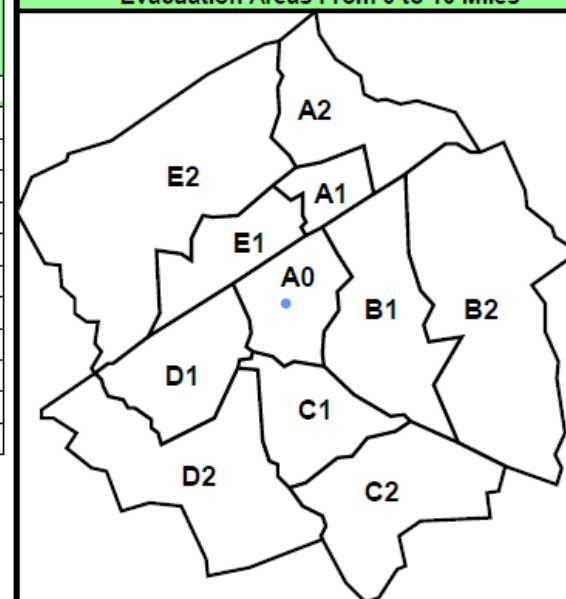 Evacuation Areas From 0 to 10 Miles
A2
E2
A1
E1
A0
B1
B2
D1
C1
D2
C2